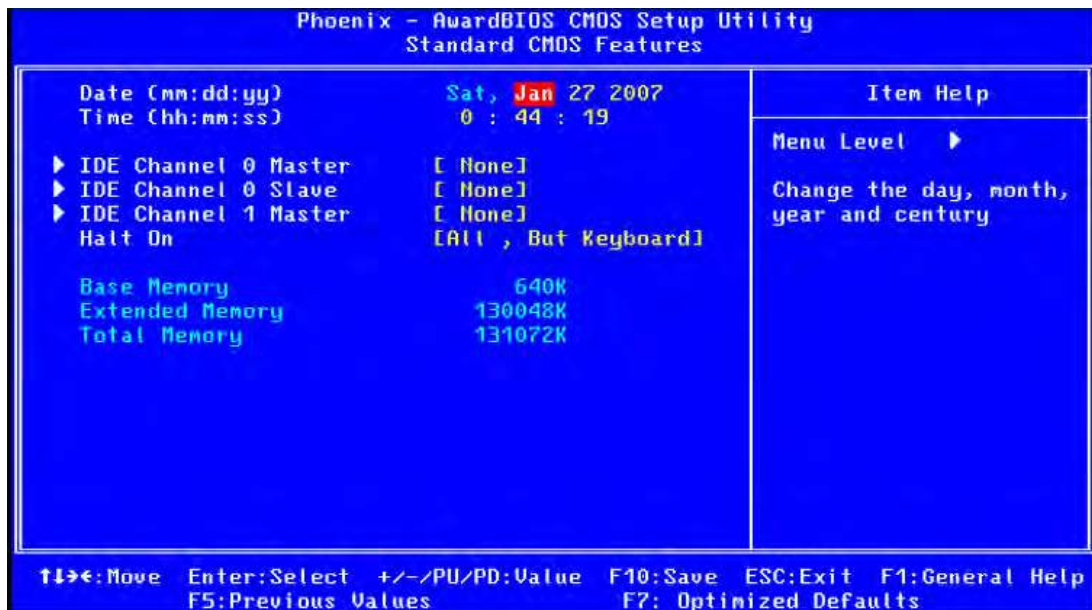 Phoenix - AwardBIOS CMOS Setup Utility
Standard CMOS Features
Date (mm:dd:yy) Sat, Jan 27 2007
Time (hh:mm:ss) 0 : 44 : 19
IDE Channel 0 Master [ None]
IDE Channel 0 Slave [ None]
IDE Channel 1 Master [ None]
Halt On [All , But Keyboard]
Base Memory 640K
Extended Memory 130048K
Total Memory 131072K
Item Help
Menu Level
Change the day, month,
year and century
↑↓→←:Move Enter:Select +/-/PU/PD:Value F10:Save ESC:Exit F1:General Help
F5:Previous Values F7: Optimized Defaults